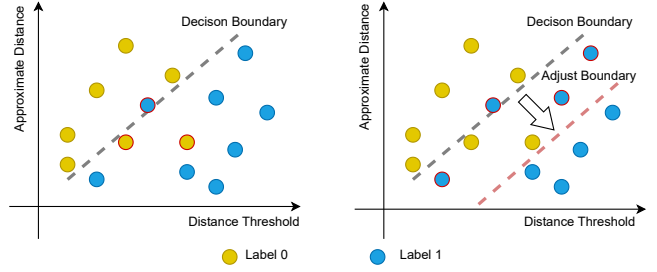 Decison Boundary
Approximate Distance
Distance Threshold
Decison Boundary
Adjust Boundary
Approximate Distance
Distance Threshold
Label 0
Label 1